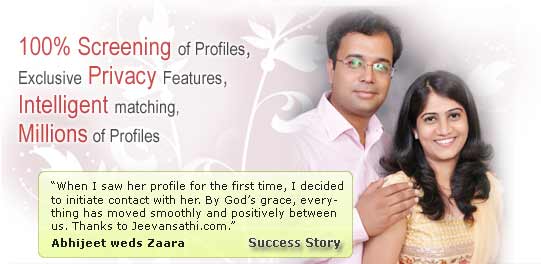 100% Screening of Profiles,
Exclusive Privacy Features,
Intelligent matching,
Millions of Profiles
“When I saw her profile for the first time, I decided
to initiate contact with her. By God’s grace, every-
thing has moved smoothly and positively between
us. Thanks to Jeevansathi.com.”
Abhijeet weds Zaara Success Story